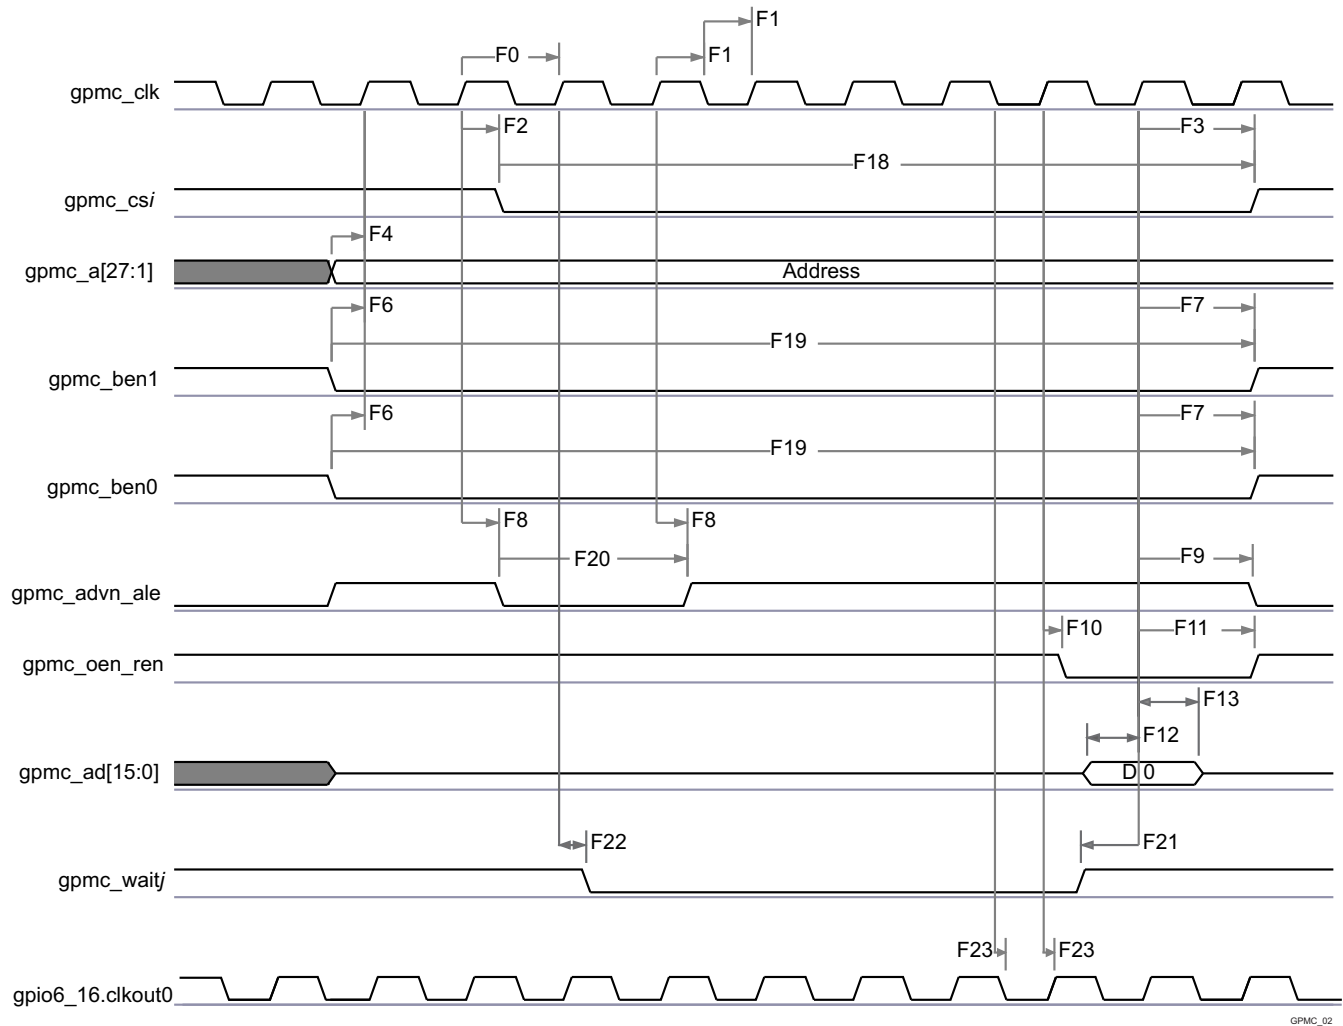 F1
F0
F1
gpmc_clk
F2
F3
F18
gpmc_csi
F4
gpmc_a[27:1]
Address
F6
F7
F19
gpmc_ben1
F6
F7
F19
gpmc_ben0
F8
F8
F20
F9
gpmc_advn_ale
F10
F11
gpmc_oen_ren
F13
F12
gpmc_ad[15:0]
D 0
F22
F21
gpmc_waitj
F23
F23
gpio6_16.clkout0
GPMC_02